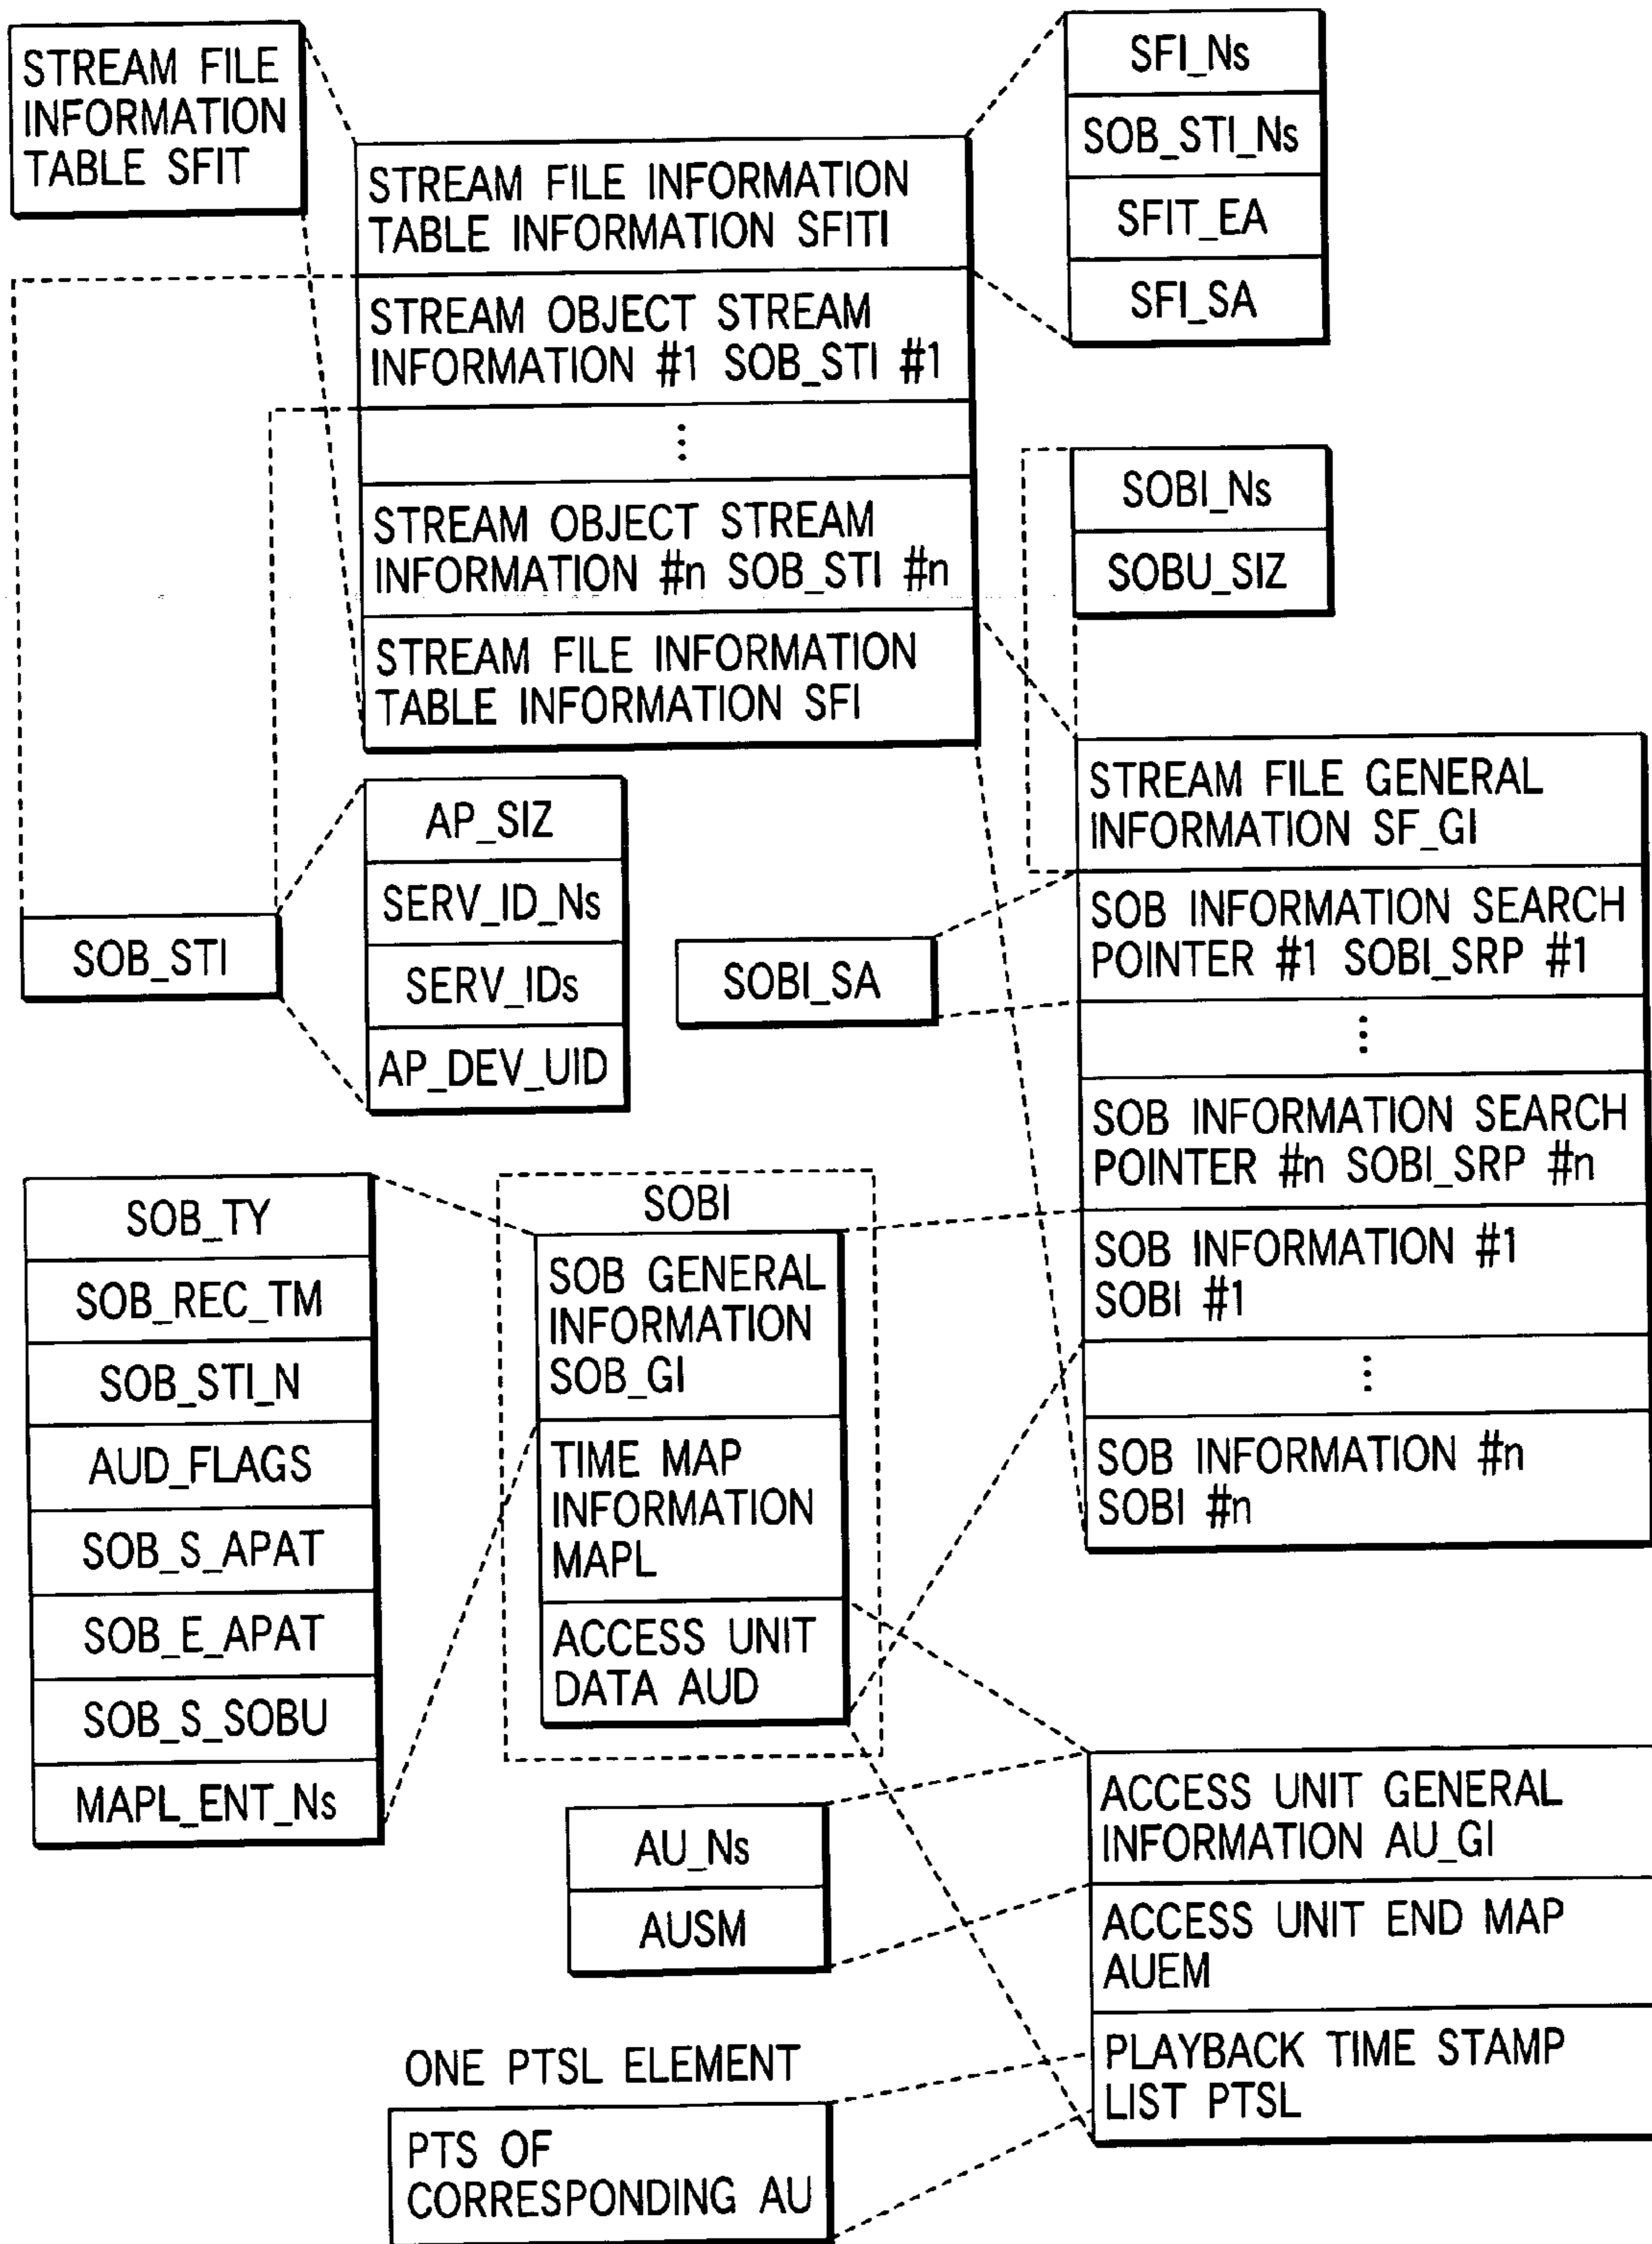 STREAM FILE
INFORMATION
TABLE SFIT
STREAM FILE INFORMATION
TABLE INFORMATION SFITI
STREAM OBJECT STREAM
INFORMATION #1 SOB_STI #1
⋮
STREAM OBJECT STREAM
INFORMATION #n SOB_STI #n
STREAM FILE INFORMATION
TABLE INFORMATION SFI
SFI_Ns
SOB_STI_Ns
SFIT_EA
SFI_SA
SOBI_Ns
SOBU_SIZ
STREAM FILE GENERAL
INFORMATION SF_GI
SOB INFORMATION SEARCH
POINTER #1 SOBI_SRP #1
⋮
SOB INFORMATION SEARCH
POINTER #n SOBI_SRP #n
SOB INFORMATION #1
SOBI #1
⋮
SOB INFORMATION #n
SOBI #n
SOB_STI
AP_SIZ
SERV_ID_Ns
SERV_IDs
AP_DEV_UID
SOBI_SA
SOB_TY
SOB_REC_TM
SOB_STI_N
AUD_FLAGS
SOB_S_APAT
SOB_E_APAT
SOB_S_SOBU
MAPL_ENT_Ns
SOBI
SOB GENERAL
INFORMATION
SOB_GI
TIME MAP
INFORMATION
MAPL
ACCESS UNIT
DATA AUD
AU_Ns
AUSM
ACCESS UNIT GENERAL
INFORMATION AU_GI
ACCESS UNIT END MAP
AUEM
PLAYBACK TIME STAMP
LIST PTSL
ONE PTSL ELEMENT
PTS OF
CORRESPONDING AU